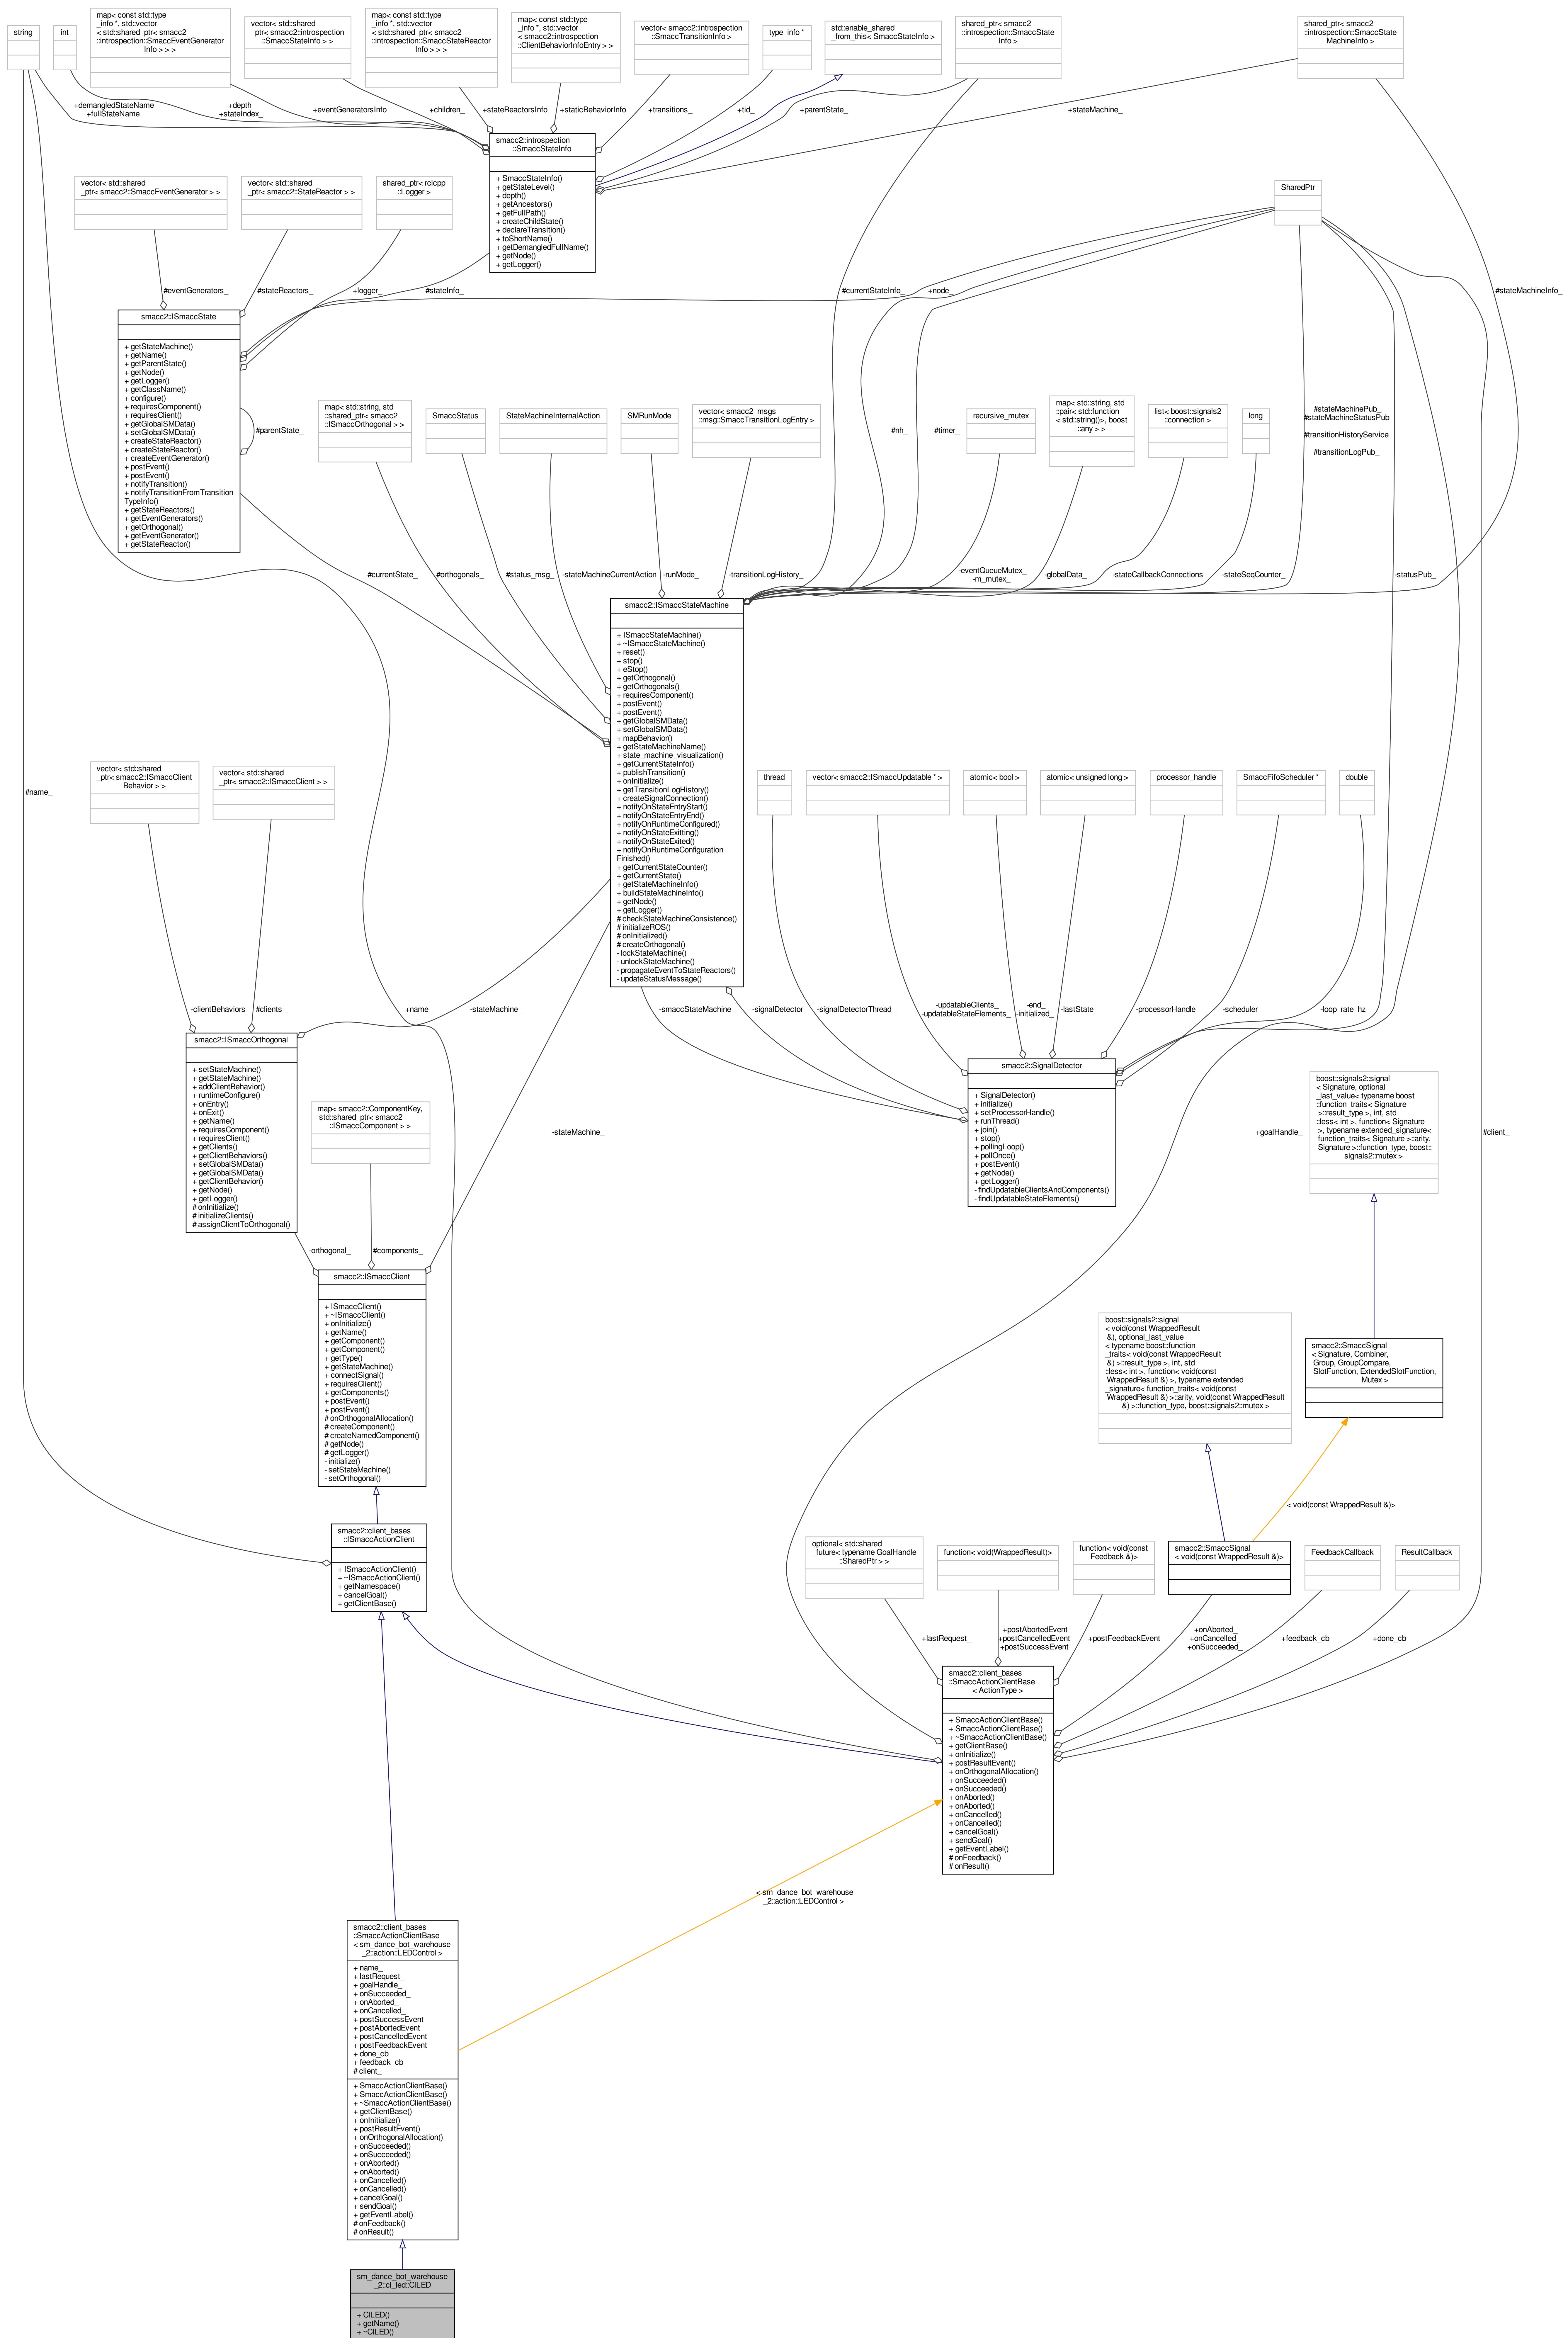 string
int
map< const std::type
_info *, std::vector
< std::shared_ptr< smacc2
::introspection::SmaccEventGenerator
Info > > >
vector< std::shared
_ptr< smacc2::introspection
::SmaccStateInfo > >
map< const std::type
_info *, std::vector
< std::shared_ptr< smacc2
::introspection::SmaccStateReactor
Info > > >
map< const std::type
_info *, std::vector
< smacc2::introspection
::ClientBehaviorInfoEntry > >
vector< smacc2::introspection
::SmaccTransitionInfo >
type_info *
std::enable_shared
_from_this< SmaccStateInfo >
shared_ptr< smacc2
::introspection::SmaccState
Info >
shared_ptr< smacc2
::introspection::SmaccState
MachineInfo >
+demangledStateName
+fullStateName
+depth_
+stateIndex_
+eventGeneratorsInfo
+children_
+stateReactorsInfo
+staticBehaviorInfo
+transitions_
+tid_
+parentState_
+stateMachine_
smacc2::introspection
::SmaccStateInfo
+ SmaccStateInfo()
+ getStateLevel()
+ depth()
+ getAncestors()
+ getFullPath()
+ createChildState()
+ declareTransition()
+ toShortName()
+ getDemangledFullName()
+ getNode()
+ getLogger()
vector< std::shared
_ptr< smacc2::SmaccEventGenerator > >
vector< std::shared
_ptr< smacc2::StateReactor > >
shared_ptr< rclcpp
::Logger >
SharedPtr
#eventGenerators_
#stateReactors_
+logger_
#stateInfo_
#currentStateInfo_
+node_
#stateMachineInfo_
smacc2::ISmaccState
+ getStateMachine()
+ getName()
+ getParentState()
+ getNode()
+ getLogger()
+ getClassName()
+ configure()
+ requiresComponent()
+ requiresClient()
+ getGlobalSMData()
+ setGlobalSMData()
+ createStateReactor()
+ createStateReactor()
+ createEventGenerator()
+ postEvent()
+ postEvent()
+ notifyTransition()
+ notifyTransitionFromTransition
TypeInfo()
+ getStateReactors()
+ getEventGenerators()
+ getOrthogonal()
+ getEventGenerator()
+ getStateReactor()
#parentState_
map< std::string, std
::shared_ptr< smacc2
::ISmaccOrthogonal > >
SmaccStatus
StateMachineInternalAction
SMRunMode
vector< smacc2_msgs
::msg::SmaccTransitionLogEntry >
#nh_
#timer_
recursive_mutex
map< std::string, std
::pair< std::function
< std::string()>, boost
::any > >
list< boost::signals2
::connection >
long
#stateMachinePub_
#stateMachineStatusPub
_
#transitionHistoryService
_
#transitionLogPub_
#currentState_
#orthogonals_
#status_msg_
-stateMachineCurrentAction
-runMode_
-transitionLogHistory_
-eventQueueMutex_
-m_mutex_
-globalData_
-stateCallbackConnections
-stateSeqCounter_
-statusPub_
smacc2::ISmaccStateMachine
+ ISmaccStateMachine()
+ ~ISmaccStateMachine()
+ reset()
+ stop()
+ eStop()
+ getOrthogonal()
+ getOrthogonals()
+ requiresComponent()
+ postEvent()
+ postEvent()
+ getGlobalSMData()
+ setGlobalSMData()
+ mapBehavior()
+ getStateMachineName()
+ state_machine_visualization()
+ getCurrentStateInfo()
+ publishTransition()
+ onInitialize()
+ getTransitionLogHistory()
+ createSignalConnection()
+ notifyOnStateEntryStart()
+ notifyOnStateEntryEnd()
+ notifyOnRuntimeConfigured()
+ notifyOnStateExitting()
+ notifyOnStateExited()
+ notifyOnRuntimeConfiguration
Finished()
+ getCurrentStateCounter()
+ getCurrentState()
+ getStateMachineInfo()
+ buildStateMachineInfo()
+ getNode()
+ getLogger()
# checkStateMachineConsistence()
# initializeROS()
# onInitialized()
# createOrthogonal()
- lockStateMachine()
- unlockStateMachine()
- propagateEventToStateReactors()
- updateStatusMessage()
#name_
vector< std::shared
_ptr< smacc2::ISmaccClient
Behavior > >
vector< std::shared
_ptr< smacc2::ISmaccClient > >
thread
vector< smacc2::ISmaccUpdatable * >
atomic< bool >
atomic< unsigned long >
processor_handle
SmaccFifoScheduler *
double
-clientBehaviors_
#clients_
+name_
-stateMachine_
-smaccStateMachine_
-signalDetector_
-signalDetectorThread_
-updatableClients_
-updatableStateElements_
-end_
-initialized_
-lastState_
-processorHandle_
-scheduler_
-loop_rate_hz
smacc2::ISmaccOrthogonal
+ setStateMachine()
+ getStateMachine()
+ addClientBehavior()
+ runtimeConfigure()
+ onEntry()
+ onExit()
+ getName()
+ requiresComponent()
+ requiresClient()
+ getClients()
+ getClientBehaviors()
+ setGlobalSMData()
+ getGlobalSMData()
+ getClientBehavior()
+ getNode()
+ getLogger()
# onInitialize()
# initializeClients()
# assignClientToOrthogonal()
smacc2::SignalDetector
+ SignalDetector()
+ initialize()
+ setProcessorHandle()
+ runThread()
+ join()
+ stop()
+ pollingLoop()
+ pollOnce()
+ postEvent()
+ getNode()
+ getLogger()
- findUpdatableClientsAndComponents()
- findUpdatableStateElements()
map< smacc2::ComponentKey,
std::shared_ptr< smacc2
::ISmaccComponent > >
boost::signals2::signal
< Signature, optional
_last_value< typename boost
::function_traits< Signature
>::result_type >, int, std
::less< int >, function< Signature
>, typename extended_signature<
function_traits< Signature >::arity,
Signature >::function_type, boost::
signals2::mutex >
-stateMachine_
+goalHandle_
#client_
-orthogonal_
#components_
smacc2::ISmaccClient
+ ISmaccClient()
+ ~ISmaccClient()
+ onInitialize()
+ getName()
+ getComponent()
+ getComponent()
+ getType()
+ getStateMachine()
+ connectSignal()
+ requiresClient()
+ getComponents()
+ postEvent()
+ postEvent()
# onOrthogonalAllocation()
# createComponent()
# createNamedComponent()
# getNode()
# getLogger()
- initialize()
- setStateMachine()
- setOrthogonal()
boost::signals2::signal
< void(const WrappedResult
&), optional_last_value
< typename boost::function
_traits< void(const WrappedResult
&) >::result_type >, int, std
::less< int >, function< void(const
WrappedResult &) >, typename extended
_signature< function_traits< void(const
WrappedResult &) >::arity, void(const WrappedResult
&) >::function_type, boost::signals2::mutex >
smacc2::SmaccSignal
< Signature, Combiner,
Group, GroupCompare,
SlotFunction, ExtendedSlotFunction,
Mutex >
< void(const WrappedResult &)>
smacc2::client_bases
::ISmaccActionClient
+ ISmaccActionClient()
+ ~ISmaccActionClient()
+ getNamespace()
+ cancelGoal()
+ getClientBase()
optional< std::shared
_future< typename GoalHandle
::SharedPtr > >
function< void(WrappedResult)>
function< void(const
Feedback &)>
smacc2::SmaccSignal
< void(const WrappedResult &)>
FeedbackCallback
ResultCallback
+lastRequest_
+postAbortedEvent
+postCancelledEvent
+postSuccessEvent
+postFeedbackEvent
+onAborted_
+onCancelled_
+onSucceeded_
+feedback_cb
+done_cb
smacc2::client_bases
::SmaccActionClientBase
< ActionType >
+ SmaccActionClientBase()
+ SmaccActionClientBase()
+ ~SmaccActionClientBase()
+ getClientBase()
+ onInitialize()
+ postResultEvent()
+ onOrthogonalAllocation()
+ onSucceeded()
+ onSucceeded()
+ onAborted()
+ onAborted()
+ onCancelled()
+ onCancelled()
+ cancelGoal()
+ sendGoal()
+ getEventLabel()
# onFeedback()
# onResult()
< sm_dance_bot_warehouse
_2::action::LEDControl >
smacc2::client_bases
::SmaccActionClientBase
< sm_dance_bot_warehouse
_2::action::LEDControl >
+ name_
+ lastRequest_
+ goalHandle_
+ onSucceeded_
+ onAborted_
+ onCancelled_
+ postSuccessEvent
+ postAbortedEvent
+ postCancelledEvent
+ postFeedbackEvent
+ done_cb
+ feedback_cb
# client_
+ SmaccActionClientBase()
+ SmaccActionClientBase()
+ ~SmaccActionClientBase()
+ getClientBase()
+ onInitialize()
+ postResultEvent()
+ onOrthogonalAllocation()
+ onSucceeded()
+ onSucceeded()
+ onAborted()
+ onAborted()
+ onCancelled()
+ onCancelled()
+ cancelGoal()
+ sendGoal()
+ getEventLabel()
# onFeedback()
# onResult()
sm_dance_bot_warehouse
_2::cl_led::ClLED
+ ClLED()
+ getName()
+ ~ClLED()